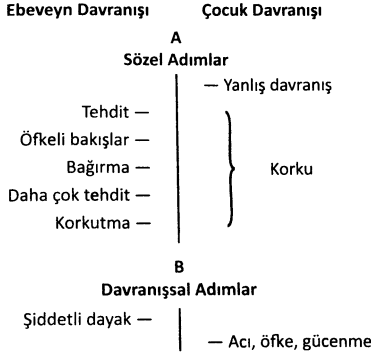 Ebeveyn Davranışı Çocuk Davranışı
A
Sözel Adımlar
— Yanlış davranış
Tehdit —
Öfkeli bakışlar —
Bağırma — Korku
Daha çok tehdit —
Korkutma —
B
Davranışsal Adımlar
Şiddetli dayak —
— Acı, öfke, gücenme